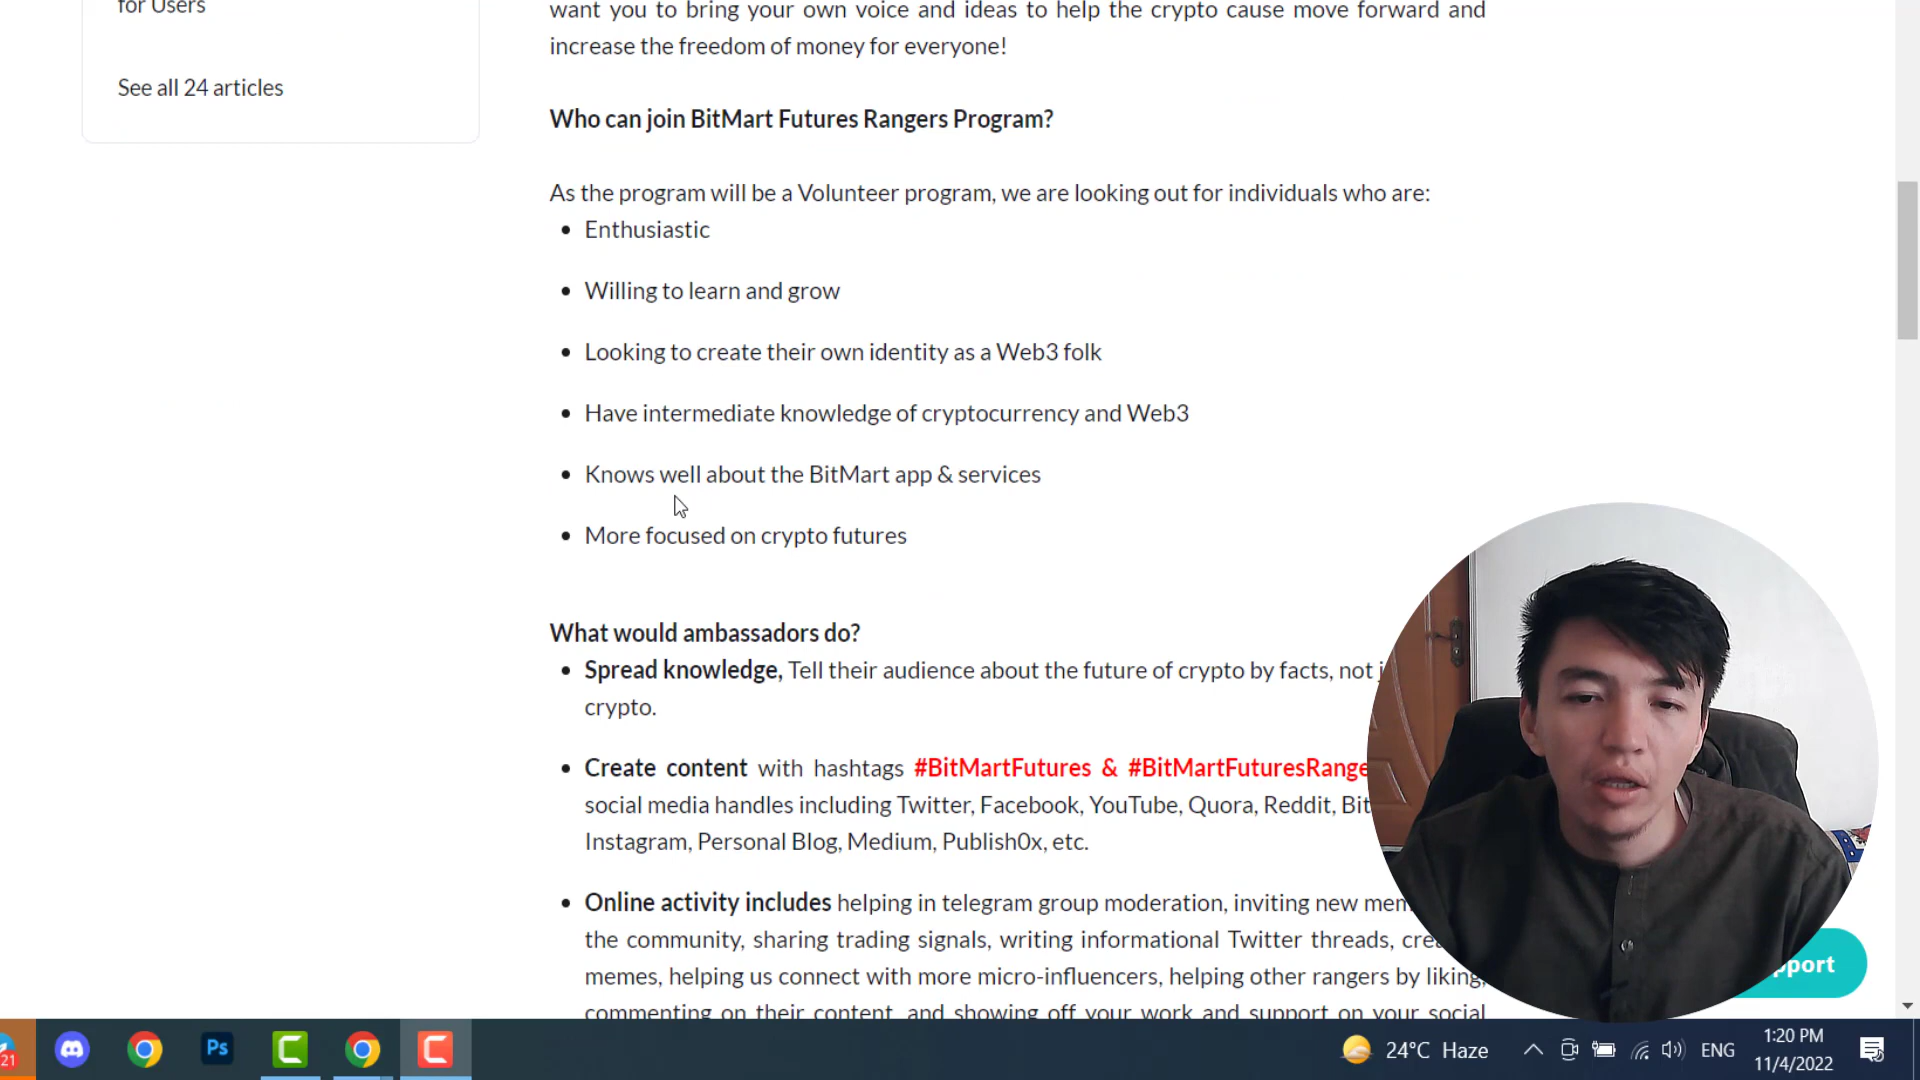 for Users
See all 24 articles
want you to bring your own voice and ideas to help the crypto cause move forward and
increase the freedom of money for everyone!
Who can join BitMart Futures Rangers Program?
As the program will be a Volunteer program, we are looking out for individuals who are:
• Enthusiastic
• Willing to learn and grow
• Looking to create their own identity as a Web3 folk
• Have intermediate knowledge of cryptocurrency and Web3
• Knows well about the BitMart app & services
• More focused on crypto futures
What would ambassadors do?
• Spread knowledge, Tell their audience about the future of crypto by facts, not
crypto.
• Create content with hashtags #BitMartFutures & #BitMartFuturesRange
social media handles including Twitter, Facebook, YouTube, Quora, Reddit, Bit
Instagram, Personal Blog, Medium, Publish0x, etc.
• Online activity includes helping in telegram group moderation, inviting new mem
the community, sharing trading signals, writing informational Twitter threads, crea
memes, helping us connect with more micro-influencers, helping other rangers by liking,
commenting on their content, and showing off your work and support on your social
pport
21
Ps
24°C Haze
ENG
1:20 PM
11/4/2022